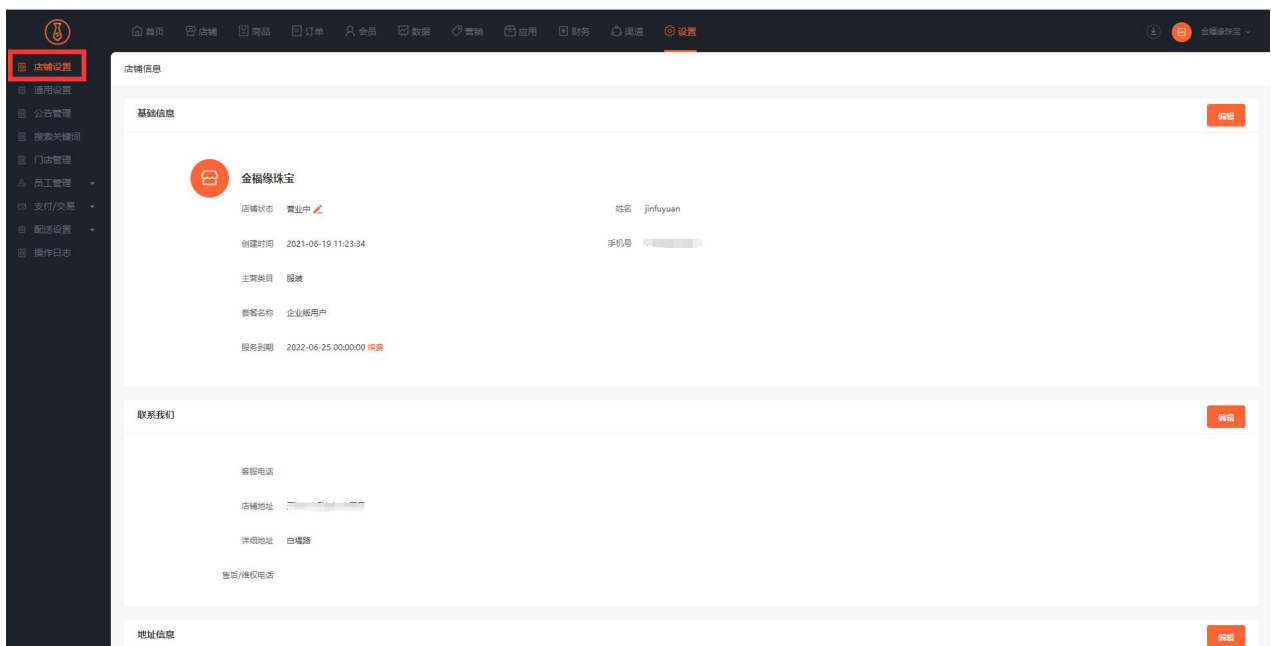 首页 店铺 商品 订单 会员 数据 营销 应用 财务 渠道 设置 金福缘珠宝
店铺设置
通用设置
公告管理
搜索关键词
门店管理
员工管理
支付/交易
配送设置
操作日志
店铺信息
基础信息 编辑
金福缘珠宝
店铺状态 营业中 姓名 jinfuyuan
创建时间 2021-06-19 11:23:34 手机号
主营类目 服装
套餐名称 企业版用户
服务到期 2022-06-25 00:00:00 续费
联系我们 编辑
客服电话
店铺地址
详细地址 白堤路
售后/维权电话
地址信息 编辑